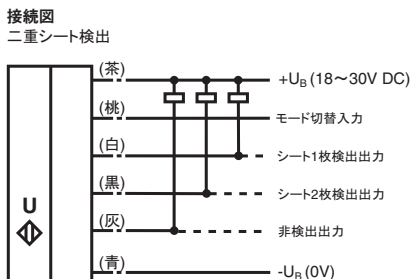 接続図
二重シート検出
(茶)
+UB (18～30V DC)
(桃)
モード切替入力
(白)
シート1枚検出出力
(黒)
シート2枚検出出力
U
(灰)
非検出出力
(青)
-UB (0V)